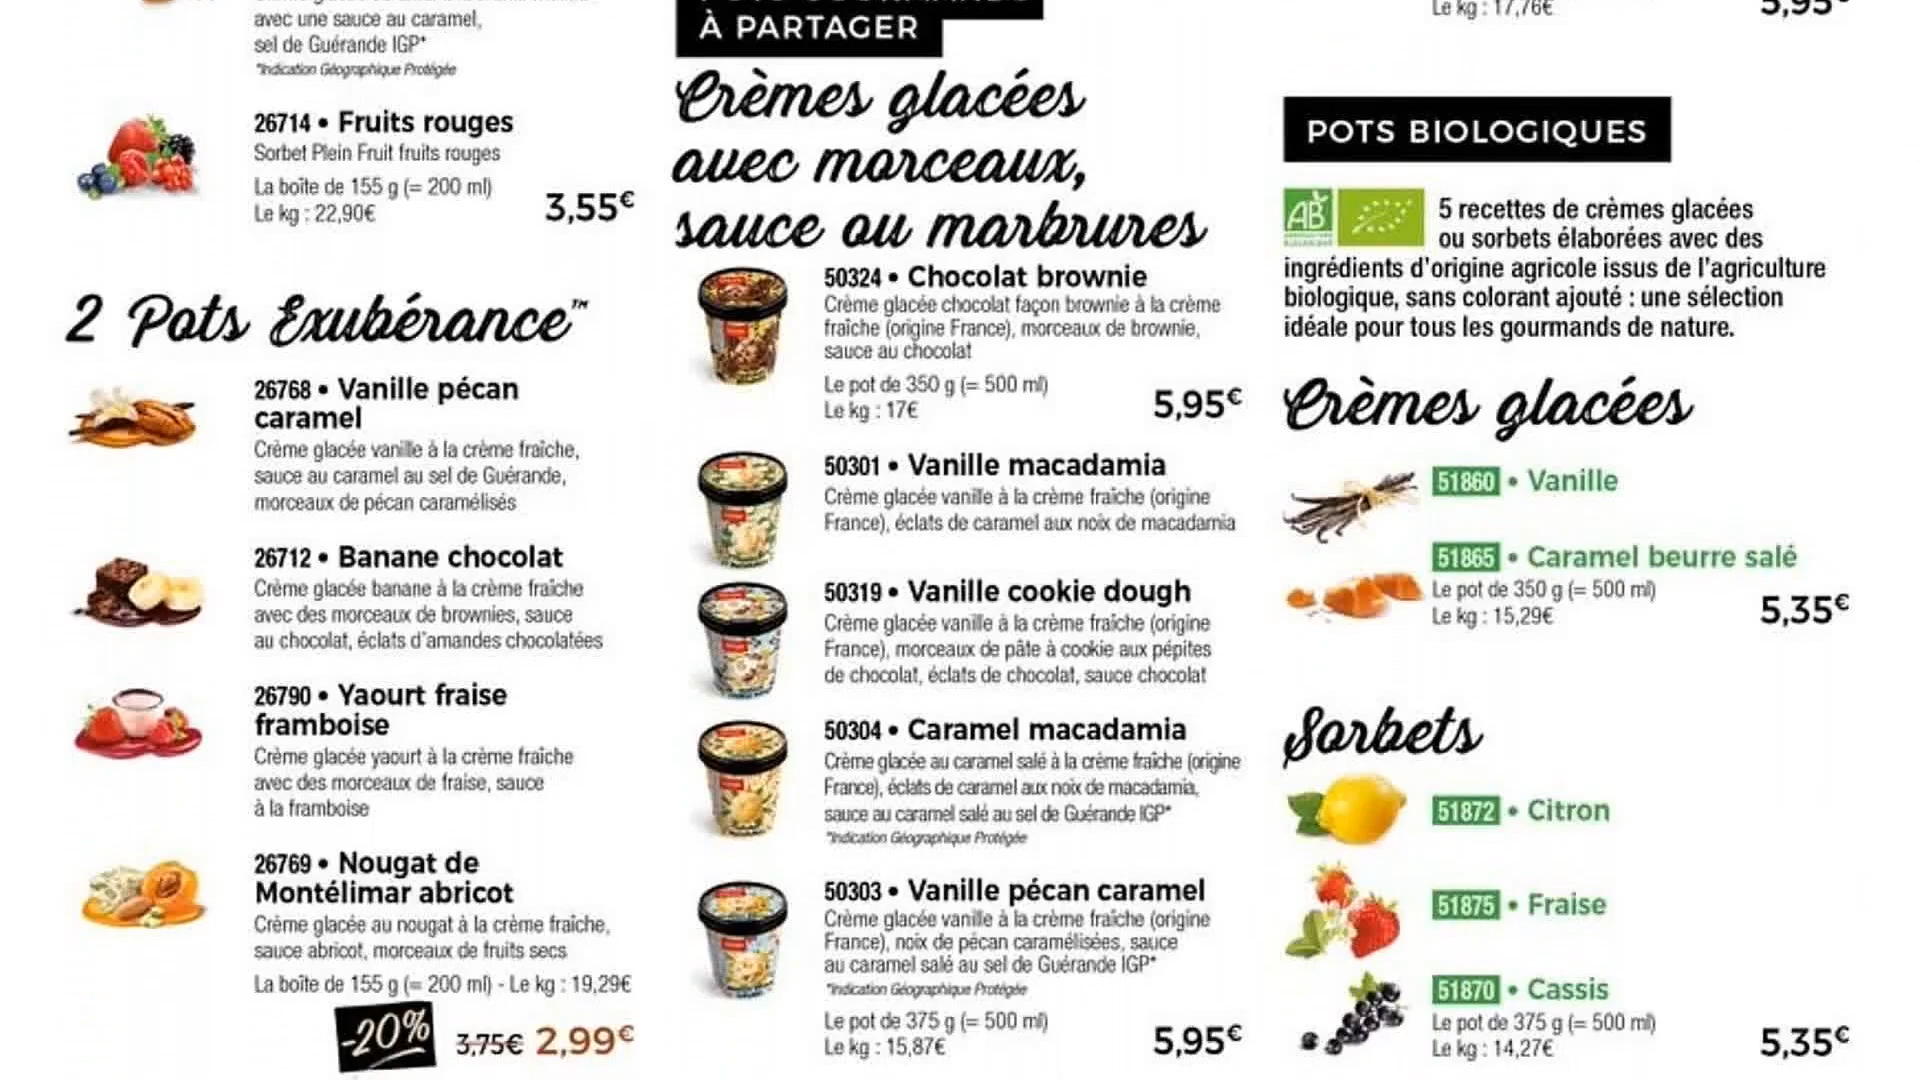 avec une sauce au caramel,
sel de Guérande IGP*
*Indication Géographique Protégée
26714 • Fruits rouges
Sorbet Plein Fruit fruits rouges
La boîte de 155 g (= 200 ml)
Le kg : 22,90€
3,55€
2 Pots Exubérance™
26768 • Vanille pécan
caramel
Crème glacée vanille à la crème fraîche,
sauce au caramel au sel de Guérande,
morceaux de pécan caramélisés
26712 • Banane chocolat
Crème glacée banane à la crème fraîche
avec des morceaux de brownies, sauce
au chocolat, éclats d'amandes chocolatées
26790 • Yaourt fraise
framboise
Crème glacée yaourt à la crème fraîche
avec des morceaux de fraise, sauce
à la framboise
26769 • Nougat de
Montélimar abricot
Crème glacée au nougat à la crème fraîche,
sauce abricot, morceaux de fruits secs
La boîte de 155 g (= 200 ml) - Le kg : 19,29€
-20% 3,75€ 2,99€
À PARTAGER
Crèmes glacées
avec morceaux,
sauce ou marbrures
50324 • Chocolat brownie
Crème glacée chocolat façon brownie à la crème
fraîche (origine France), morceaux de brownie,
sauce au chocolat
Le pot de 350 g (= 500 ml)
Le kg : 17€
5,95€
50301 • Vanille macadamia
Crème glacée vanille à la crème fraîche (origine
France), éclats de caramel aux noix de macadamia
50319 • Vanille cookie dough
Crème glacée vanille à la crème fraîche (origine
France), morceaux de pâte à cookie aux pépites
de chocolat, éclats de chocolat, sauce chocolat
50304 • Caramel macadamia
Crème glacée au caramel salé à la crème fraîche (origine
France), éclats de caramel aux noix de macadamia,
sauce au caramel salé au sel de Guérande IGP*
*Indication Géographique Protégée
50303 • Vanille pécan caramel
Crème glacée vanille à la crème fraîche (origine
France), noix de pécan caramélisées, sauce
au caramel salé au sel de Guérande IGP*
*Indication Géographique Protégée
Le pot de 375 g (= 500 ml)
Le kg : 15,87€
5,95€
Le kg : 17,76€
5,95€
POTS BIOLOGIQUES
AB
5 recettes de crèmes glacées
ou sorbets élaborées avec des
ingrédients d'origine agricole issus de l'agriculture
biologique, sans colorant ajouté : une sélection
idéale pour tous les gourmands de nature.
Crèmes glacées
51860 • Vanille
51865 • Caramel beurre salé
Le pot de 350 g (= 500 ml)
Le kg : 15,29€
5,35€
Sorbets
51872 • Citron
51875 • Fraise
51870 • Cassis
Le pot de 375 g (= 500 ml)
Le kg : 14,27€
5,35€